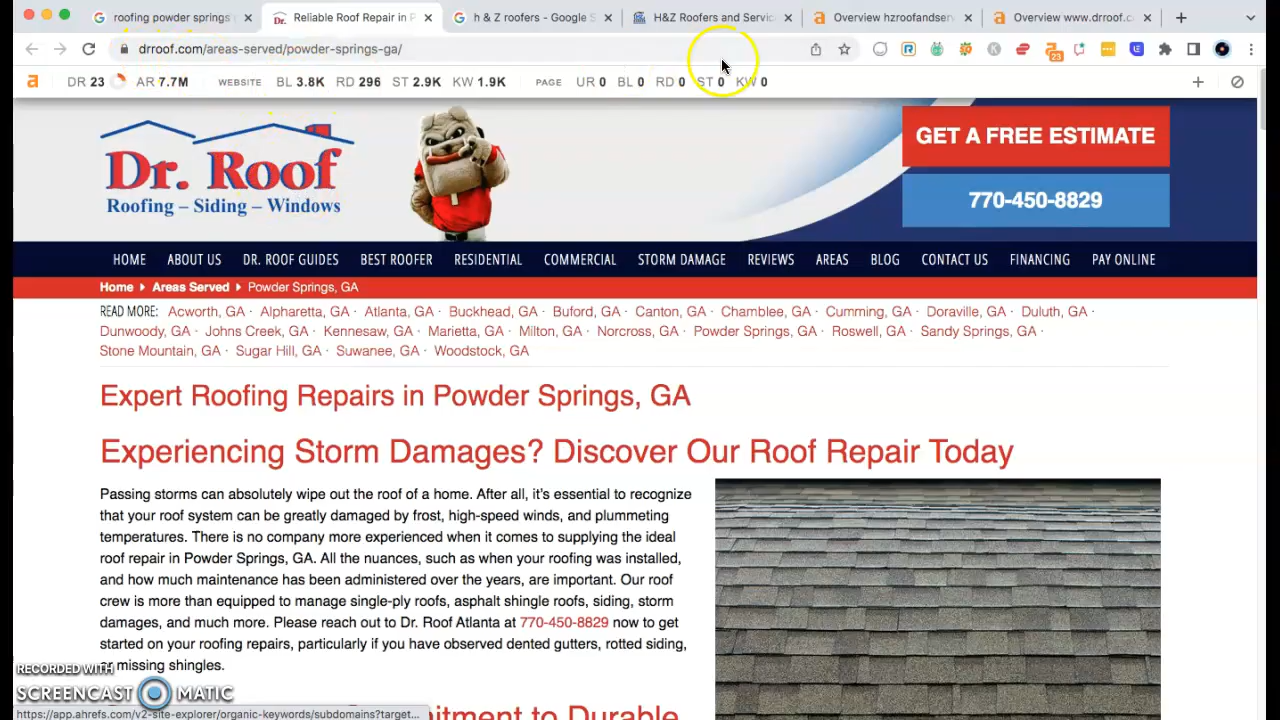 roofing powder springs
Reliable Roof Repair in P
h & Z roofers - Google S
H&Z Roofers and Servic
Overview hzroofandserv
Overview www.drroof.c
drroof.com/areas-served/powder-springs-ga/
23
DR 23 AR 7.7M WEBSITE BL 3.8K RD 296 ST 2.9K KW 1.9K PAGE UR 0 BL 0 RD 0 ST 0 KW 0
Dr. Roof
Roofing – Siding – Windows
GET A FREE ESTIMATE
770-450-8829
HOME ABOUT US DR. ROOF GUIDES BEST ROOFER RESIDENTIAL COMMERCIAL STORM DAMAGE REVIEWS AREAS BLOG CONTACT US FINANCING PAY ONLINE
Home Areas Served Powder Springs, GA
READ MORE: Acworth, GA · Alpharetta, GA · Atlanta, GA · Buckhead, GA · Buford, GA · Canton, GA · Chamblee, GA · Cumming, GA · Doraville, GA · Duluth, GA ·
Dunwoody, GA · Johns Creek, GA · Kennesaw, GA · Marietta, GA · Milton, GA · Norcross, GA · Powder Springs, GA · Roswell, GA · Sandy Springs, GA ·
Stone Mountain, GA · Sugar Hill, GA · Suwanee, GA · Woodstock, GA
Expert Roofing Repairs in Powder Springs, GA
Experiencing Storm Damages? Discover Our Roof Repair Today
Passing storms can absolutely wipe out the roof of a home. After all, it's essential to recognize
that your roof system can be greatly damaged by frost, high-speed winds, and plummeting
temperatures. There is no company more experienced when it comes to supplying the ideal
roof repair in Powder Springs, GA. All the nuances, such as when your roofing was installed,
and how much maintenance has been administered over the years, are important. Our roof
crew is more than equipped to manage single-ply roofs, asphalt shingle roofs, siding, storm
damages, and much more. Please reach out to Dr. Roof Atlanta at 770-450-8829 now to get
started on your roofing repairs, particularly if you have observed dented gutters, rotted siding,
or missing shingles.
RECORDED WITH
SCREENCAST MATIC
https://app.ahrefs.com/v2-site-explorer/organic-keywords/subdomains?target...
to Durable